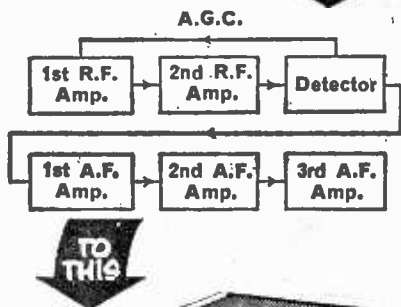 A.G.C.
1st R.F. 2nd R.F. Detector
Amp. Amp.
1st A.F. 2nd A.F. 3rd A.F.
Amp. Amp. Amp.
TO
THIS